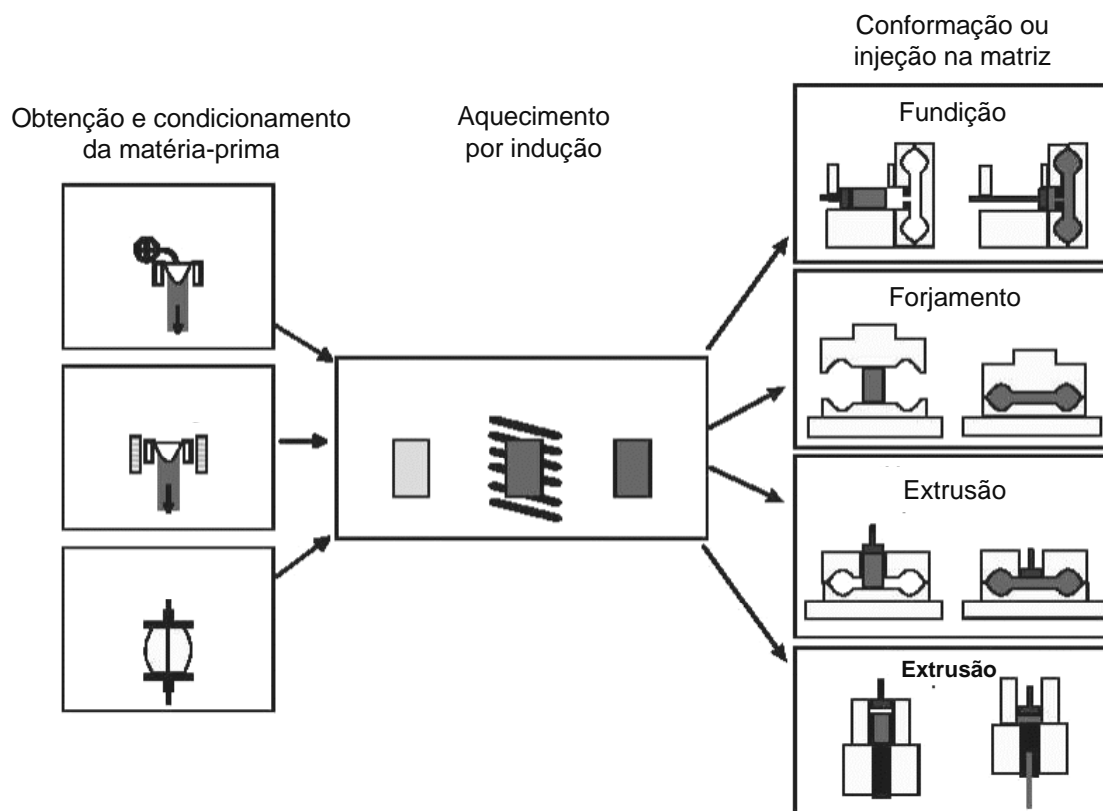 Obtenção e condicionamento
da matéria-prima
Aquecimento
por indução
Conformação ou
injeção na matriz
Fundição
Forjamento
Extrusão
Extrusão